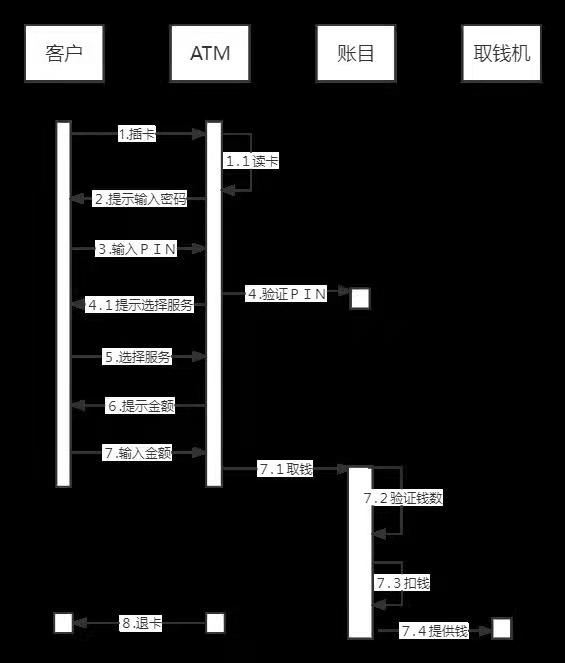 客户
ATM
账目
取钱机
1.插卡
1.1读卡
2.提示输入密码
3.输入PIN
4.验证PIN
4.1提示选择服务
5.选择服务
6.提示金额
7.输入金额
7.1取钱
7.2验证钱数
7.3扣钱
8.退卡
7.4提供钱